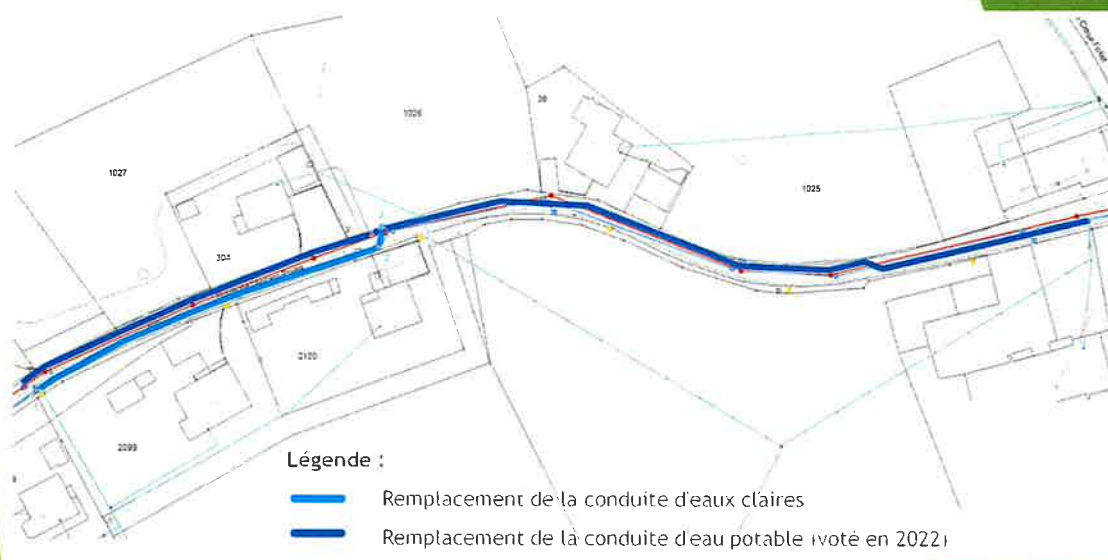 1026
39
1027
1025
304
2100
2099
Légende :
Remplacement de la conduite d'eaux claires
Remplacement de la conduite d'eau potable (voté en 2022)